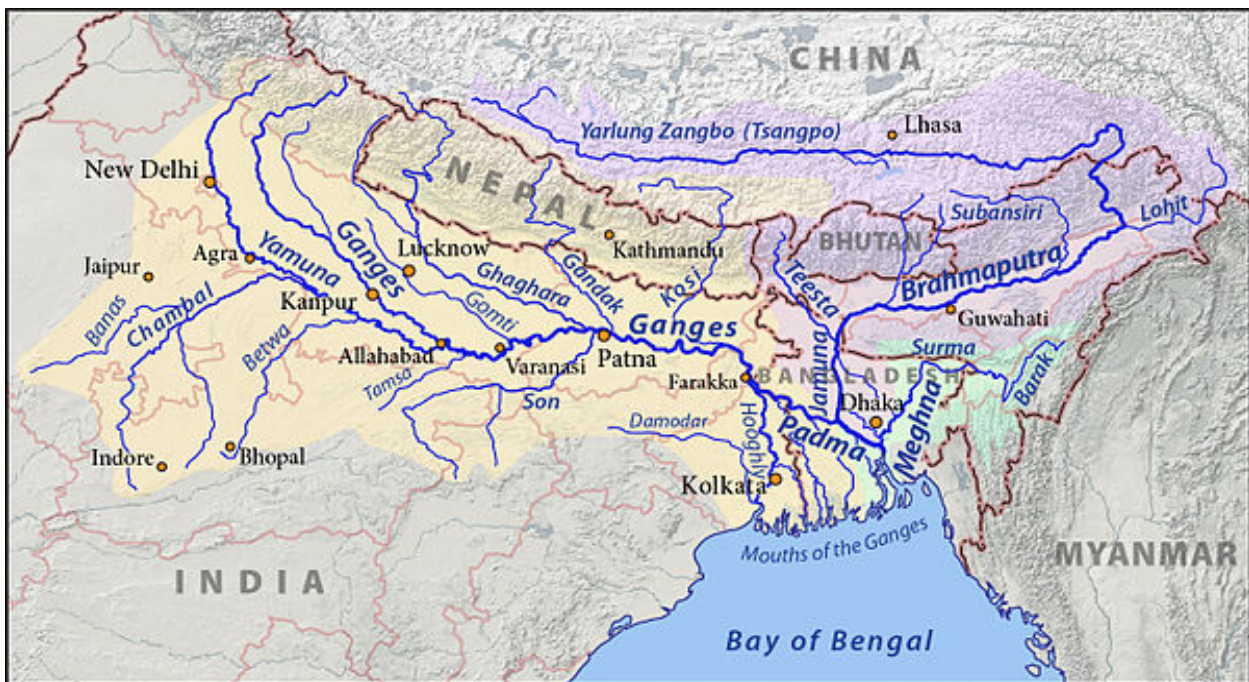 CHINA
Yarlung Zangbo (Tsangpo)
Lhasa
New Delhi
NEPAL
Subansiri
Lohit
Agra
Yamuna
Ganges
Lucknow
Kathmandu
BHUTAN
Jaipur
Kanpur
Ghaghara
Gandak
Kosi
Teesta
Brahmaputra
Banas
Chambal
Betwa
Gomti
Ganges
Guwahati
Allahabad
Varanasi
Patna
Surma
Tamsa
Son
Farakka
BANGLADESH
Jamuna
Barak
Dhaka
Damodar
Hooghly
Padma
Meghna
Indore
Bhopal
Kolkata
Mouths of the Ganges
INDIA
MYANMAR
Bay of Bengal